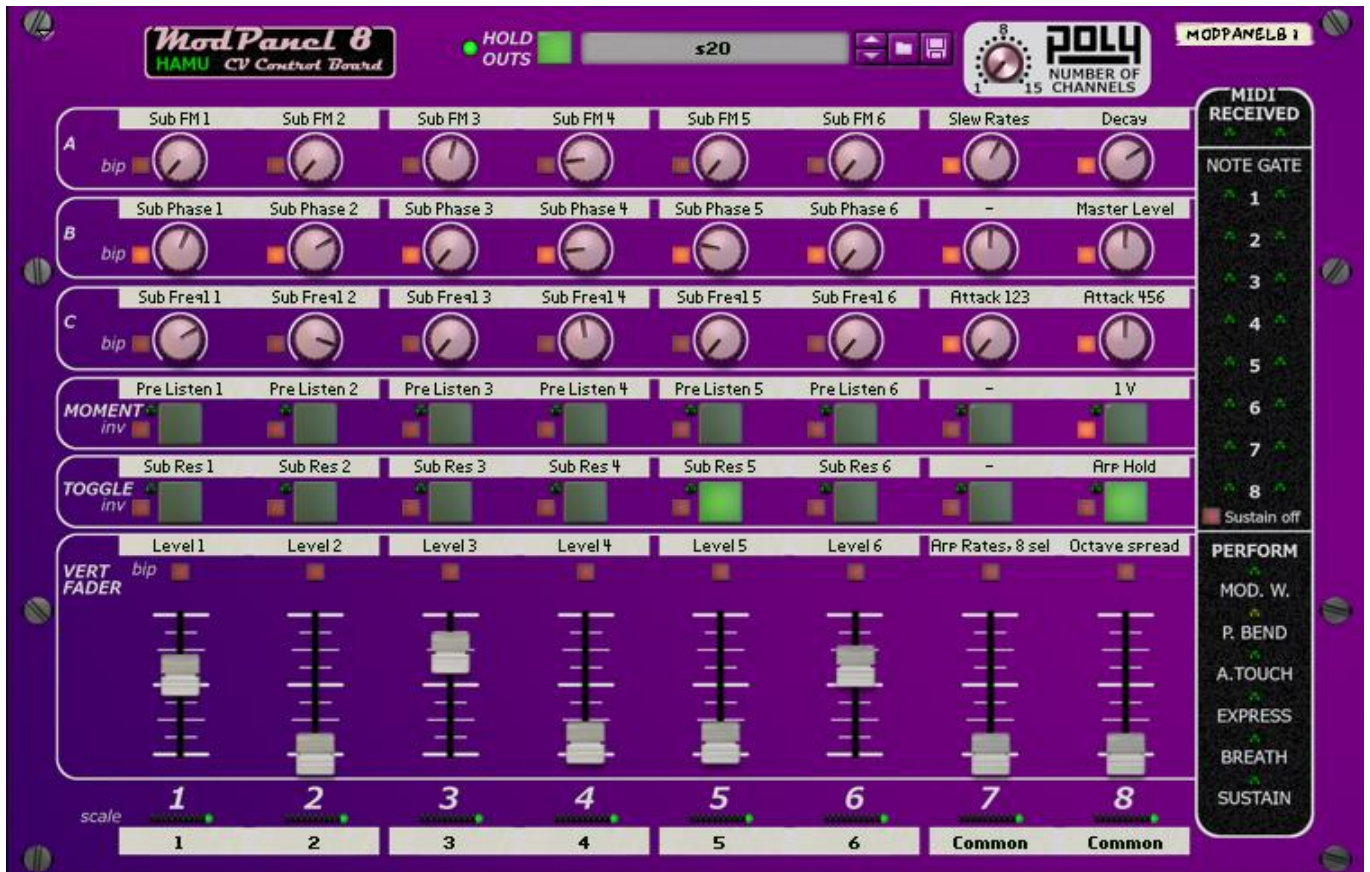 ModPanel 8
HAMU CV Control Board
HOLD OUTS
s20
8
1 15
POLY
NUMBER OF CHANNELS
MODPANEL8 1
A
Sub FM 1 Sub FM 2 Sub FM 3 Sub FM 4 Sub FM 5 Sub FM 6 Slew Rates Decay
bip
B
Sub Phase 1 Sub Phase 2 Sub Phase 3 Sub Phase 4 Sub Phase 5 Sub Phase 6 - Master Level
bip
C
Sub Freq1 1 Sub Freq1 2 Sub Freq1 3 Sub Freq1 4 Sub Freq1 5 Sub Freq1 6 Attack 123 Attack 456
bip
Pre Listen 1 Pre Listen 2 Pre Listen 3 Pre Listen 4 Pre Listen 5 Pre Listen 6 - 1 V
MOMENT
inv
Sub Res 1 Sub Res 2 Sub Res 3 Sub Res 4 Sub Res 5 Sub Res 6 - Arp Hold
TOGGLE
inv
Level 1 Level 2 Level 3 Level 4 Level 5 Level 6 Arp Rates, 8 sel Octave spread
VERT FADER
bip
1 2 3 4 5 6 7 8
scale
1 2 3 4 5 6 Common Common
MIDI RECEIVED
NOTE GATE
1
2
3
4
5
6
7
8
Sustain off
PERFORM
MOD. W.
P. BEND
A.TOUCH
EXPRESS
BREATH
SUSTAIN